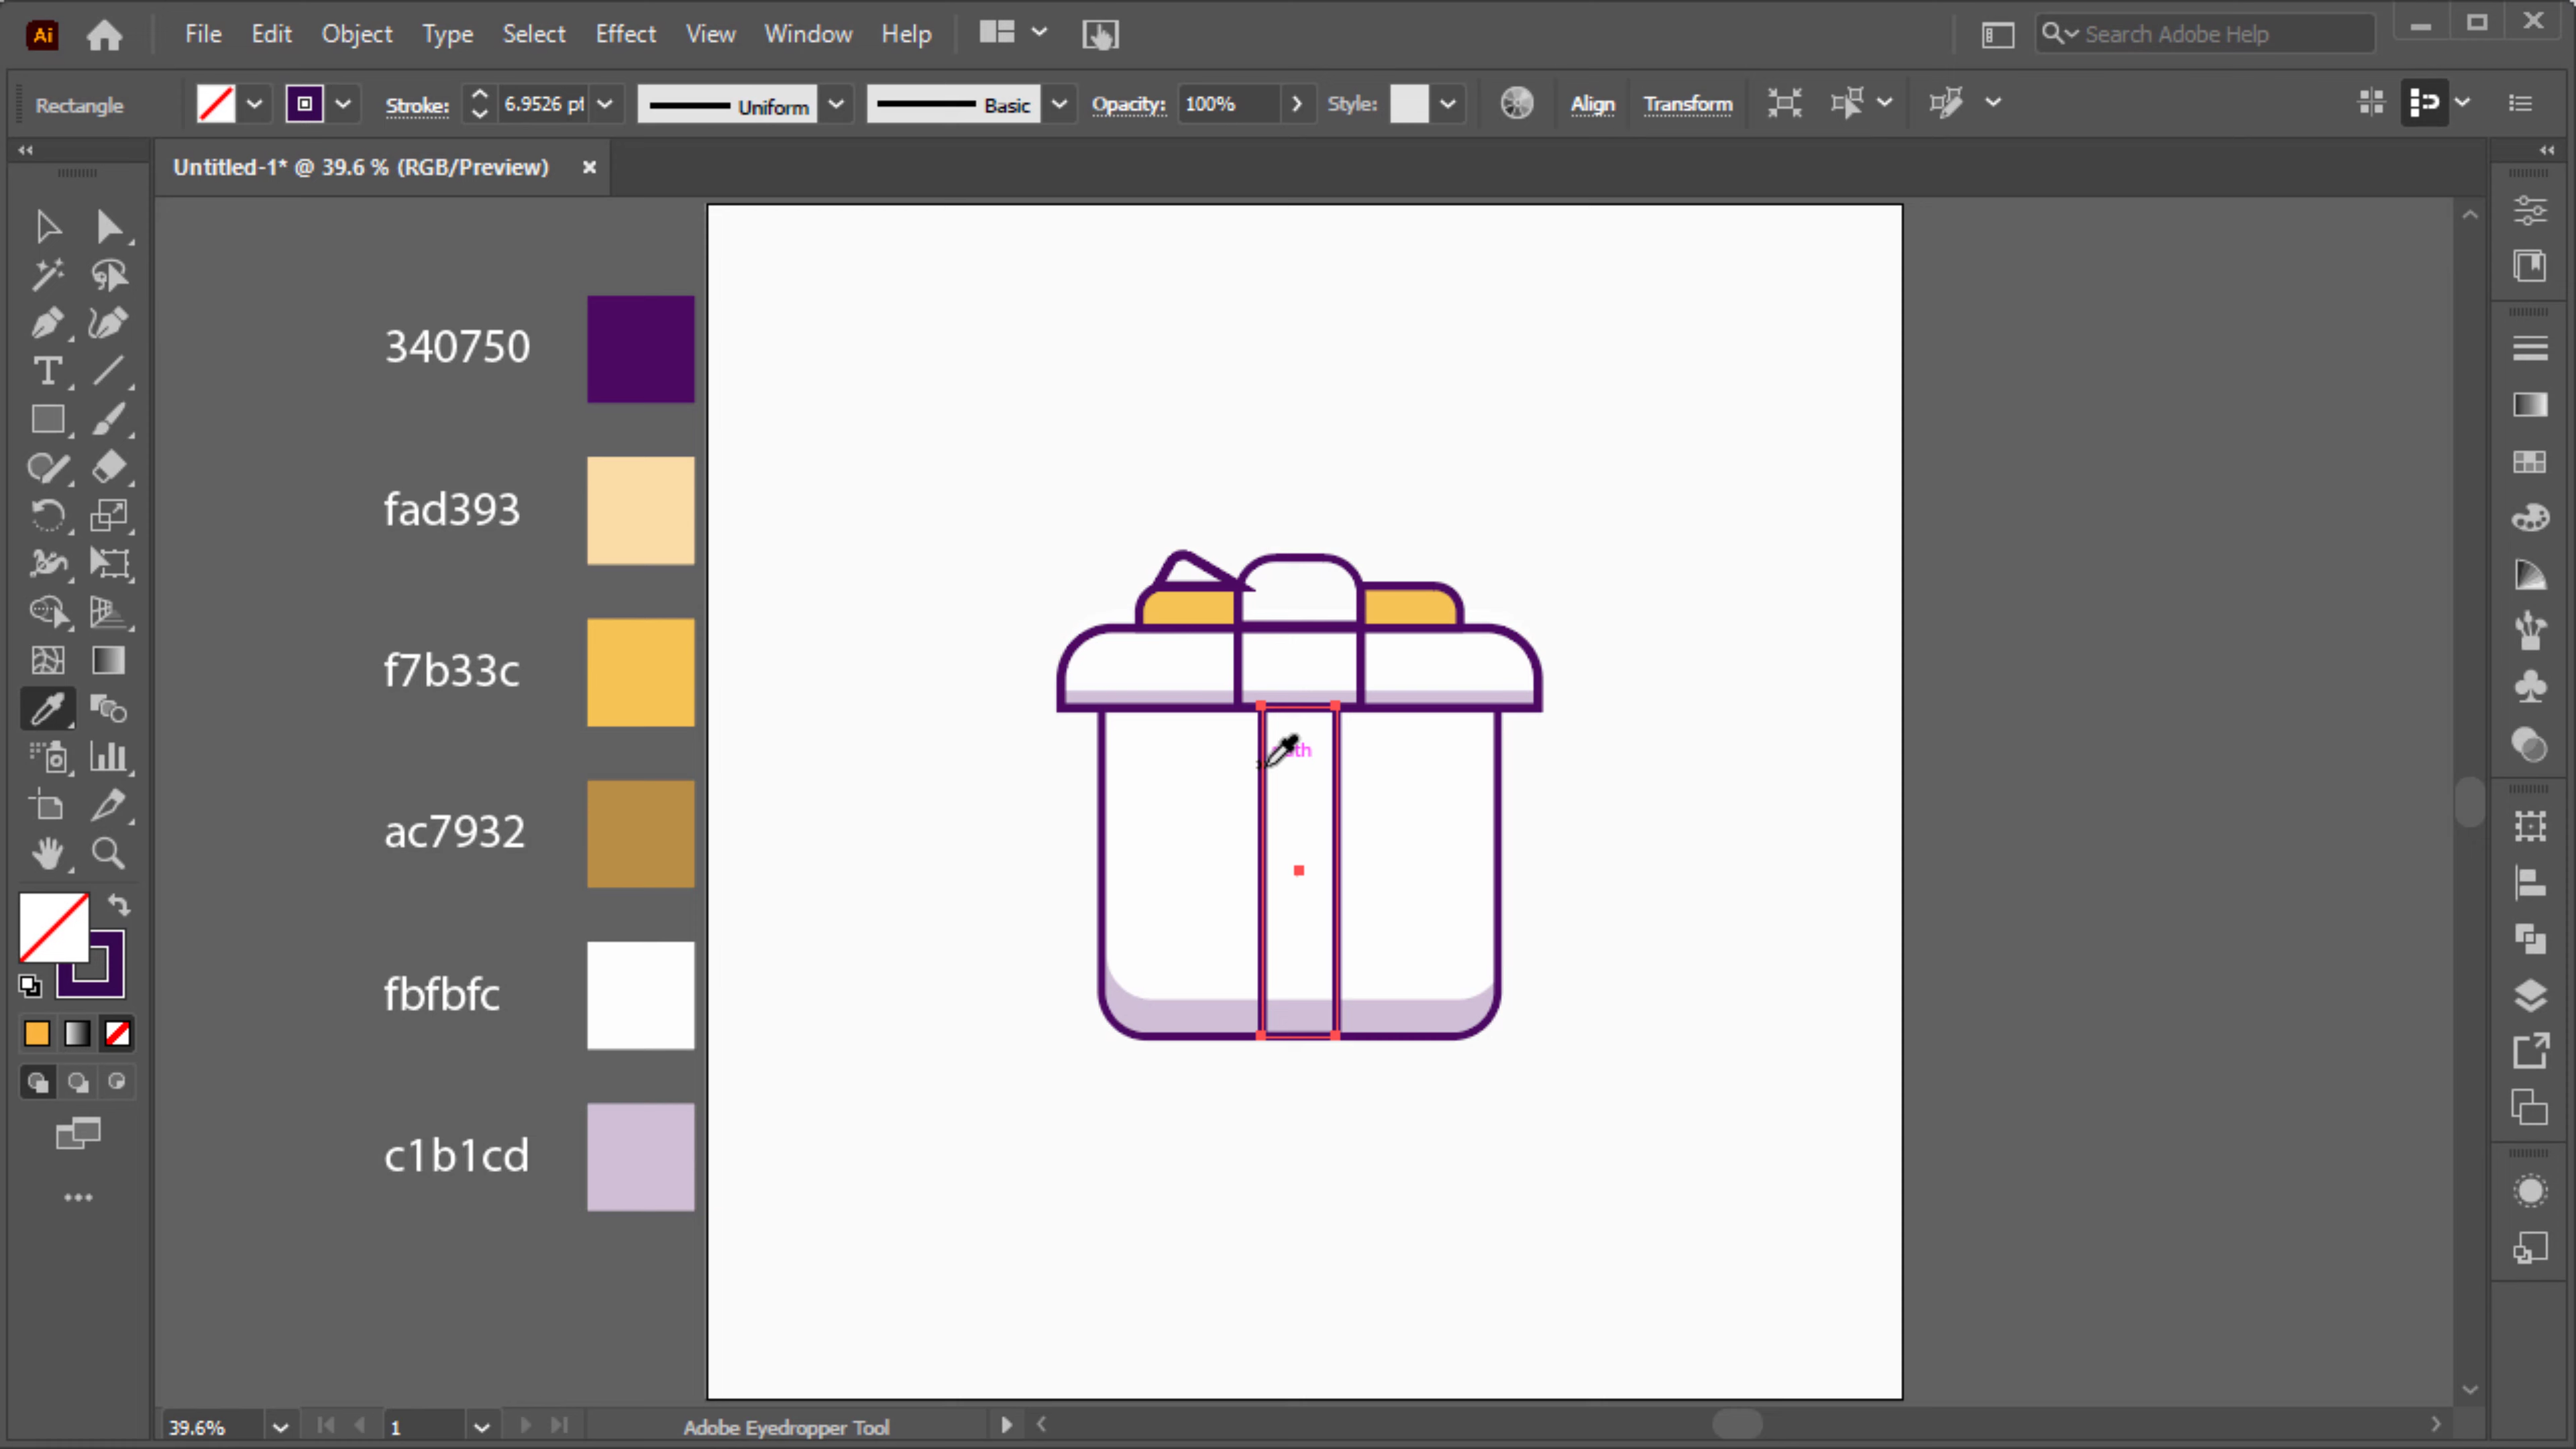 Ai File Edit Object Type Select Effect View Window Help Search Adobe Help
Rectangle Stroke: 6.9526 pt Uniform Basic Opacity: 100% Style: Align Transform
Untitled-1* @ 39.6 % (RGB/Preview)
340750
fad393
f7b33c
ac7932
fbfbfc
c1b1cd
39.6% 1 Adobe Eyedropper Tool